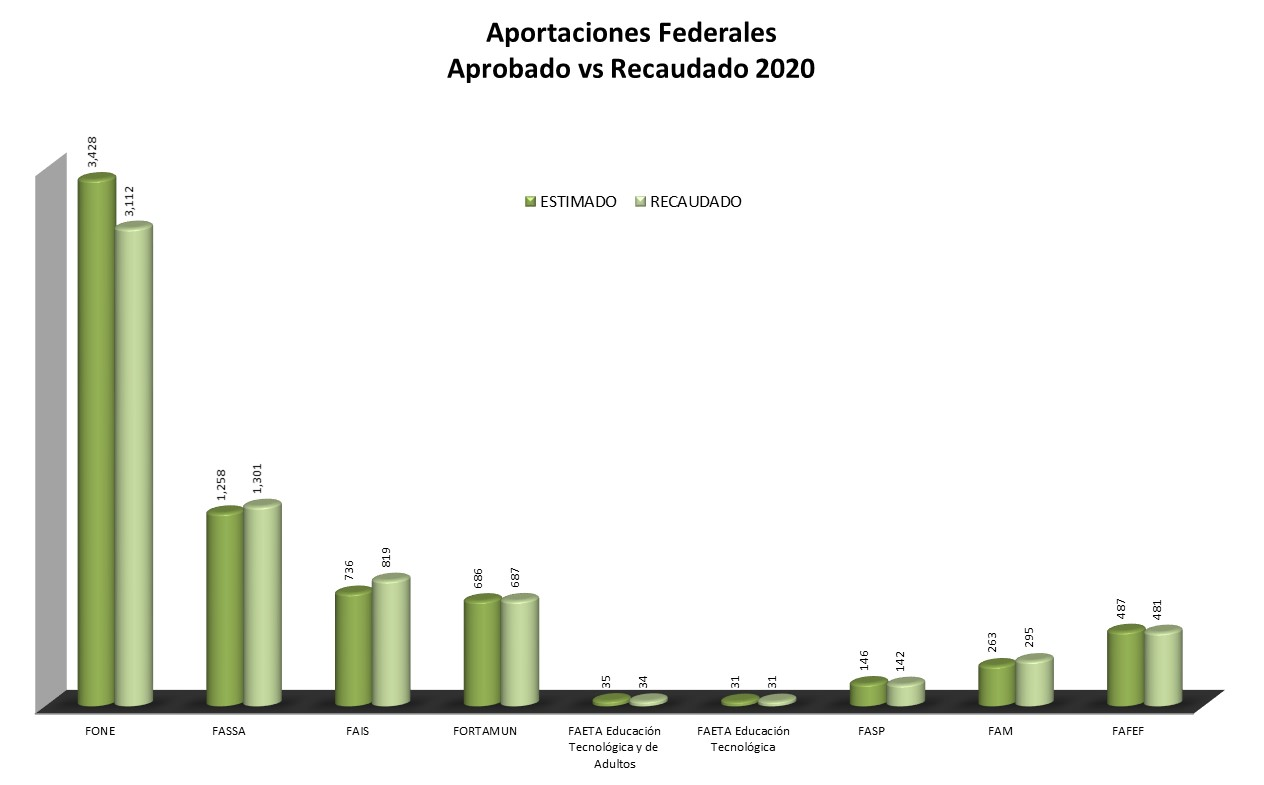 Aportaciones Federales
Aprobado vs Recaudado 2020
ESTIMADO RECAUDADO
3,428
3,112
1,258
1,301
736
819
686
687
35
34
31
31
146
142
263
295
487
481
FONE
FASSA
FAIS
FORTAMUN
FAETA Educación
Tecnológica y de
Adultos
FAETA Educación
Tecnológica
FASP
FAM
FAFEF